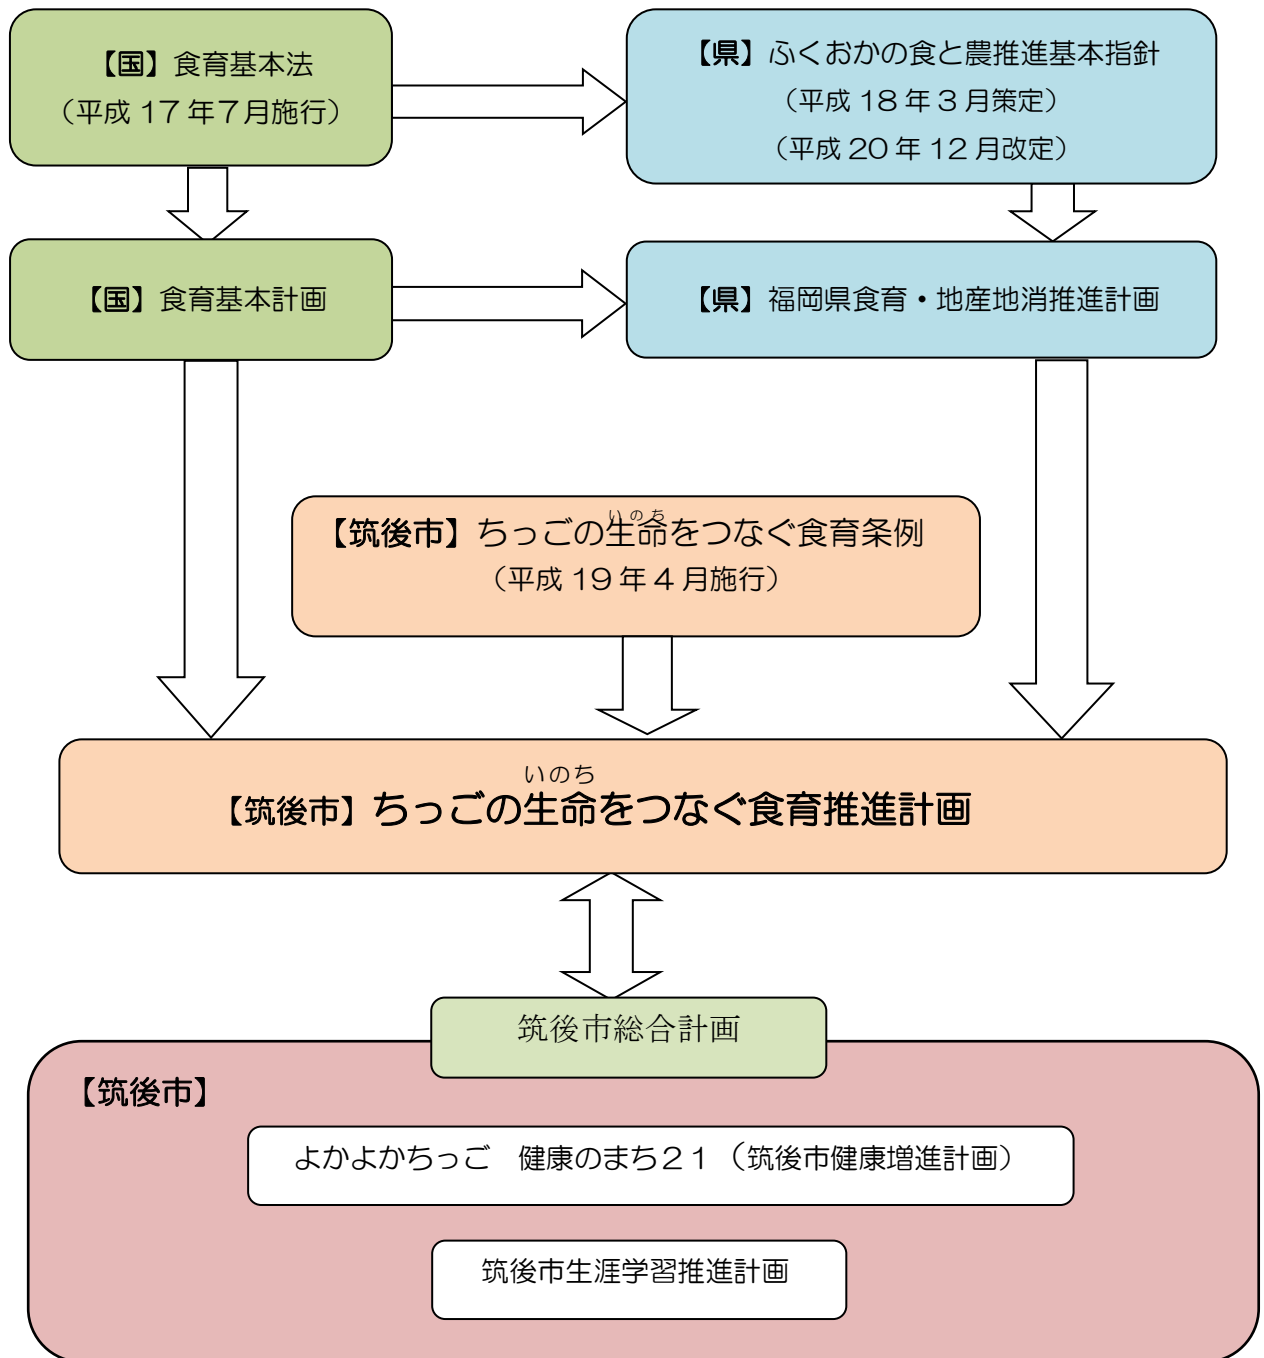 【国】食育基本法
（平成 17 年 7 月施行）
【県】ふくおかの食と農推進基本指針
（平成 18 年 3 月策定）
（平成 20 年 12 月改定）
【国】食育基本計画
【県】福岡県食育・地産地消推進計画
いのち
【筑後市】ちっごの生命をつなぐ食育条例
（平成 19 年 4 月施行）
いのち
【筑後市】ちっごの生命をつなぐ食育推進計画
筑後市総合計画
【筑後市】
よかよかちっご　健康のまち２１（筑後市健康増進計画）
筑後市生涯学習推進計画